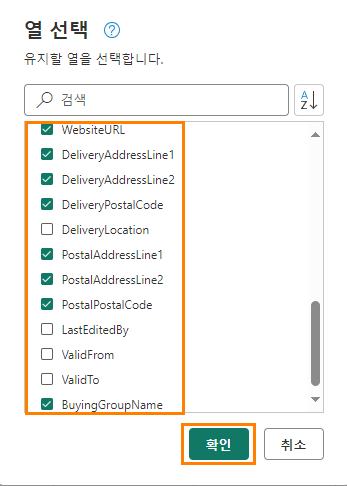 열 선택
유지할 열을 선택합니다.
검색
A
Z
WebsiteURL
DeliveryAddressLine1
DeliveryAddressLine2
DeliveryPostalCode
DeliveryLocation
PostalAddressLine1
PostalAddressLine2
PostalPostalCode
LastEditedBy
ValidFrom
ValidTo
BuyingGroupName
확인 취소